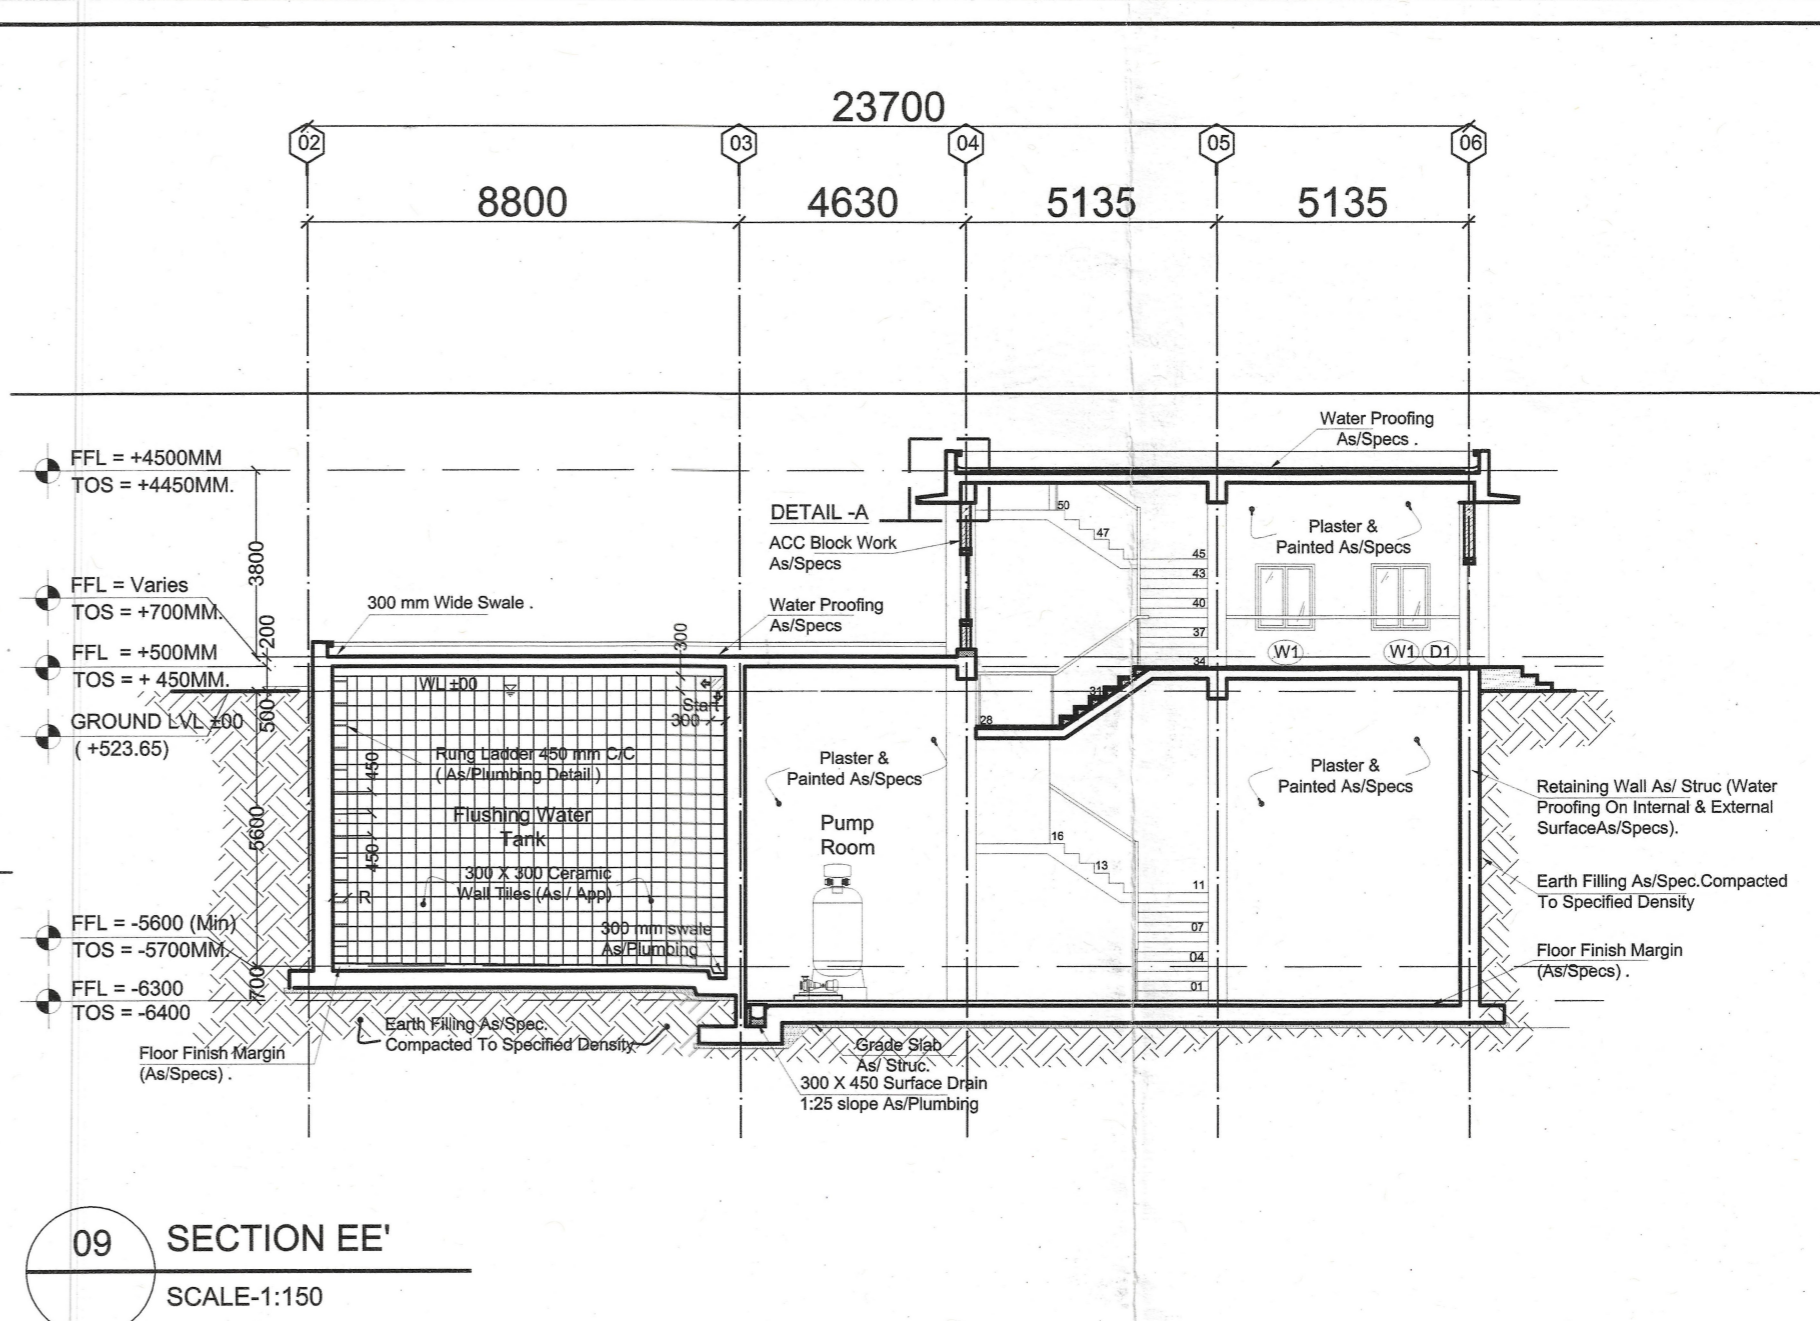 23700
02
03
04
05
06
8800
4630
5135
5135
Water Proofing
As/Specs .
FFL = +4500MM
TOS = +4450MM.
DETAIL -A
ACC Block Work
As/Specs
50
47
45
43
40
37
34
31
28
Plaster &
Painted As/Specs
3800
FFL = Varies
TOS = +700MM.
300 mm Wide Swale .
Water Proofing
As/Specs
200
300
FFL = +500MM
TOS = + 450MM.
W1
W1
D1
WL ±00
Start
300
500
GROUND LVL ±00
( +523.65)
Rung Ladder 450 mm C/C
( As/Plumbing Detail )
450
Flushing Water
Tank
450
300 X 300 Ceramic
Wall Tiles (As / App)
R
300 mm swale
As/Plumbing
5600
Plaster &
Painted As/Specs
Pump
Room
16
13
11
07
04
01
Plaster &
Painted As/Specs
Retaining Wall As/ Struc (Water
Proofing On Internal & External
SurfaceAs/Specs).
Earth Filling As/Spec.Compacted
To Specified Density
Floor Finish Margin
(As/Specs) .
FFL = -5600 (Min)
TOS = -5700MM.
700
FFL = -6300
TOS = -6400
Earth Filling As/Spec.
Compacted To Specified Density
Floor Finish Margin
(As/Specs) .
Grade Slab
As/ Struc.
300 X 450 Surface Drain
1:25 slope As/Plumbing
09
SECTION EE'
SCALE-1:150